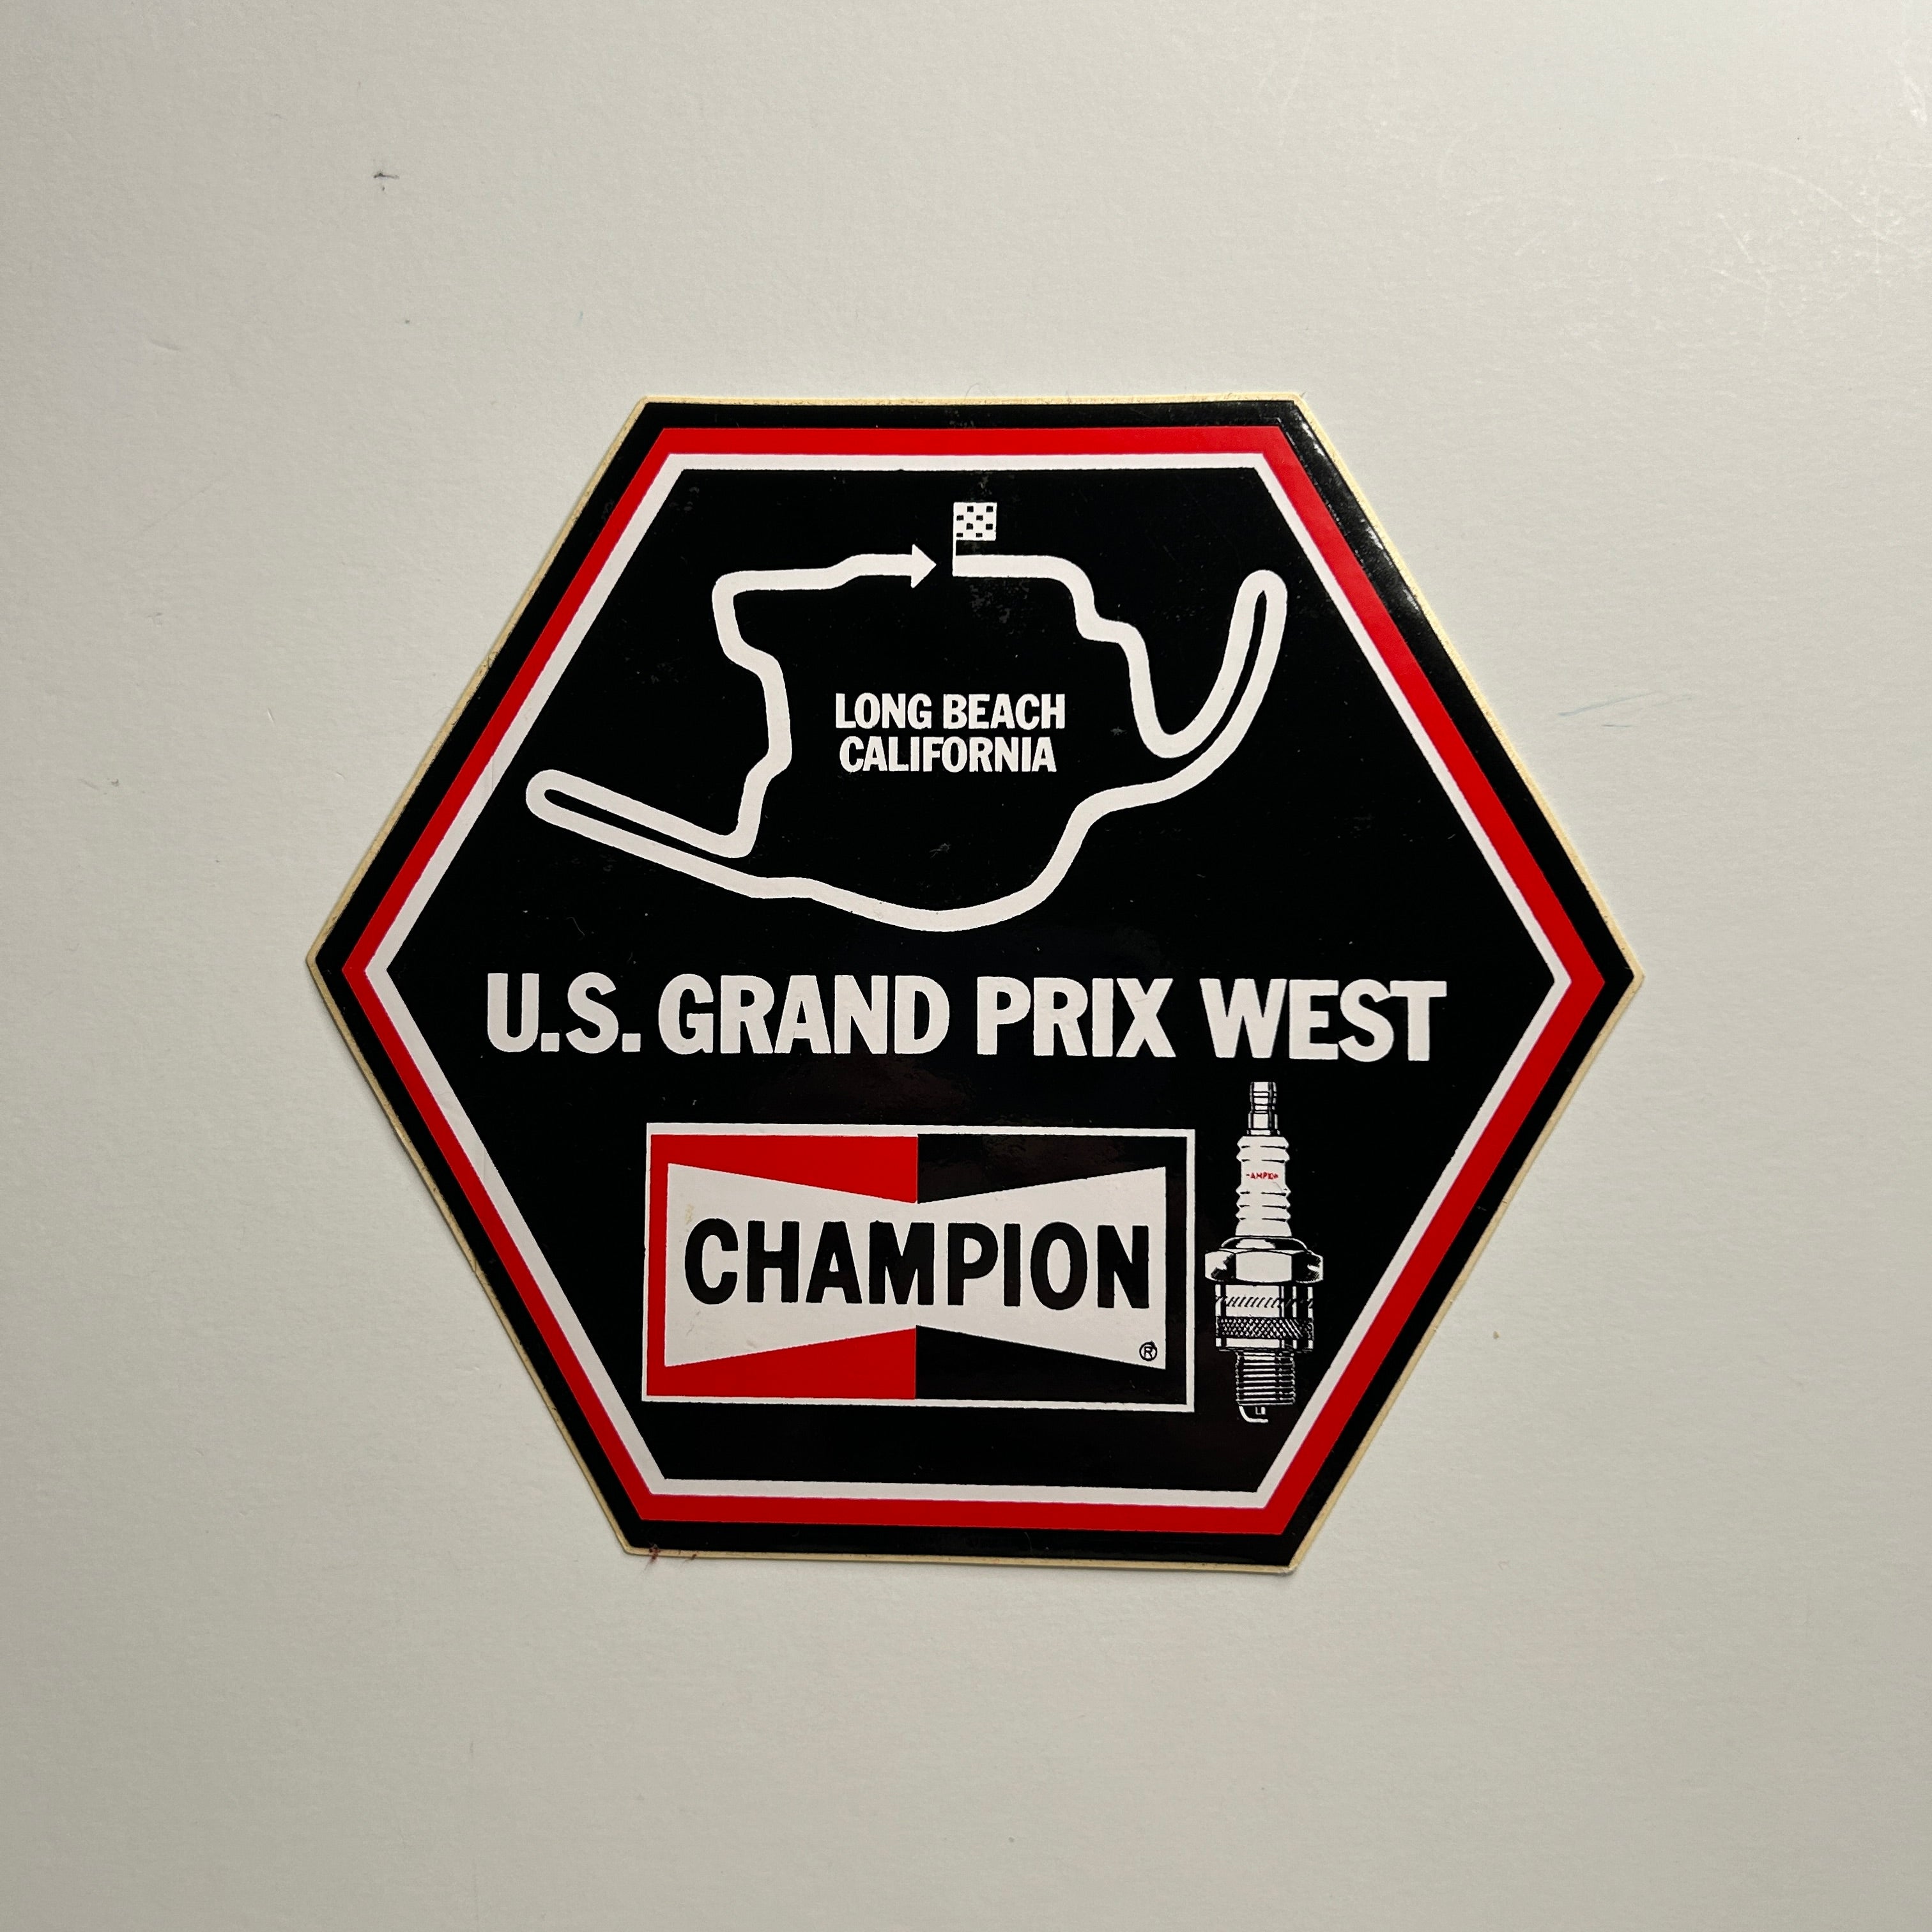 LONG BEACH
CALIFORNIA
U.S. GRAND PRIX WEST
CHAMPION
®